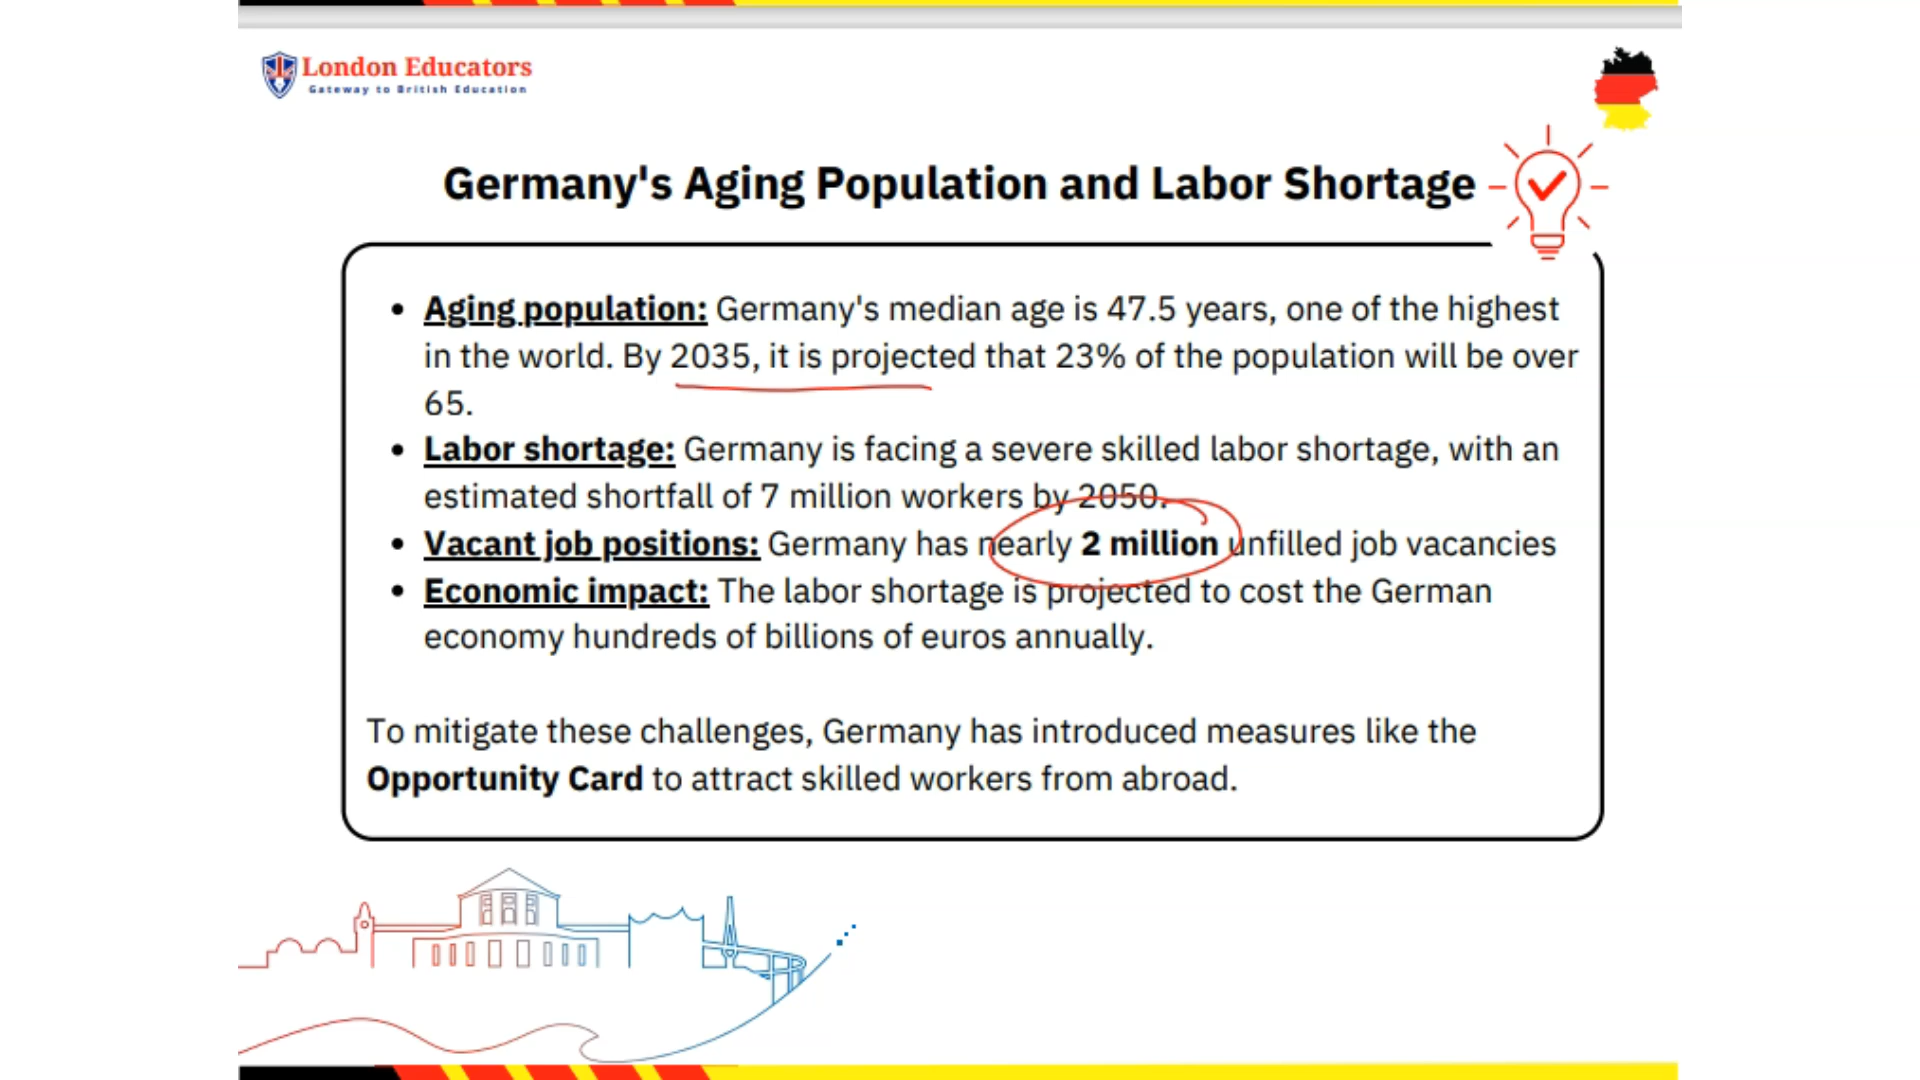 London Educators
Gateway to British Education
Germany's Aging Population and Labor Shortage
• Aging population: Germany's median age is 47.5 years, one of the highest
in the world. By 2035, it is projected that 23% of the population will be over
65.
• Labor shortage: Germany is facing a severe skilled labor shortage, with an
estimated shortfall of 7 million workers by 2050.
• Vacant job positions: Germany has nearly 2 million unfilled job vacancies
• Economic impact: The labor shortage is projected to cost the German
economy hundreds of billions of euros annually.
To mitigate these challenges, Germany has introduced measures like the
Opportunity Card to attract skilled workers from abroad.